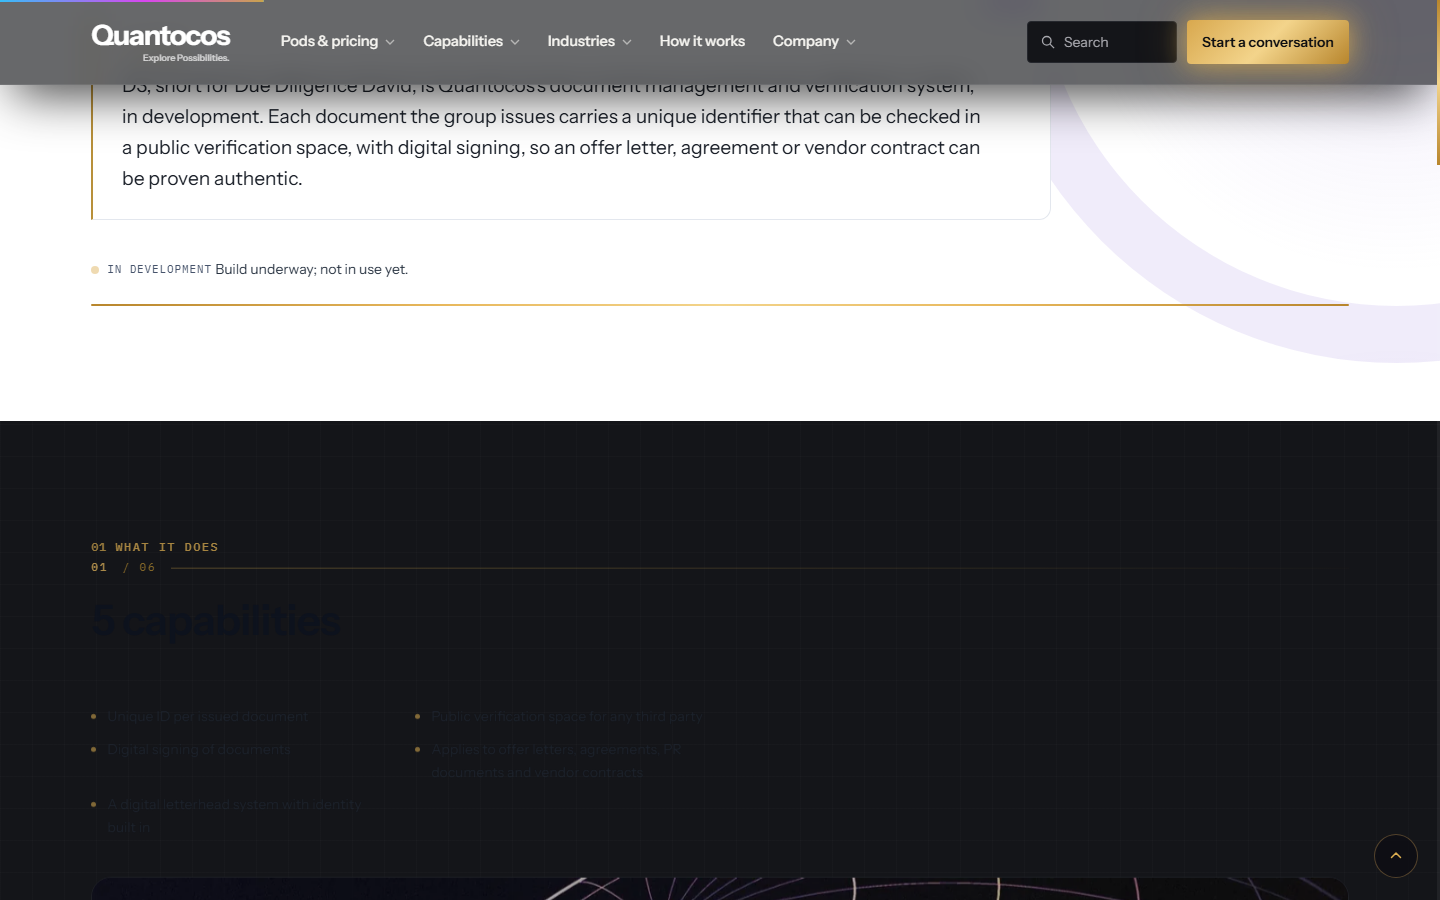 Quantocos
Explore Possibilities.
Pods & pricing
Capabilities
Industries
How it works
Company
Search
Start a conversation
D3, short for Due Diligence David, is Quantocos's document management and verification system,
in development. Each document the group issues carries a unique identifier that can be checked in
a public verification space, with digital signing, so an offer letter, agreement or vendor contract can
be proven authentic.
IN DEVELOPMENT Build underway; not in use yet.
01 WHAT IT DOES
01 / 06
5 capabilities
Unique ID per issued document
Public verification space for any third party
Digital signing of documents
Applies to offer letters, agreements, PR
documents and vendor contracts
A digital letterhead system with identity
built in